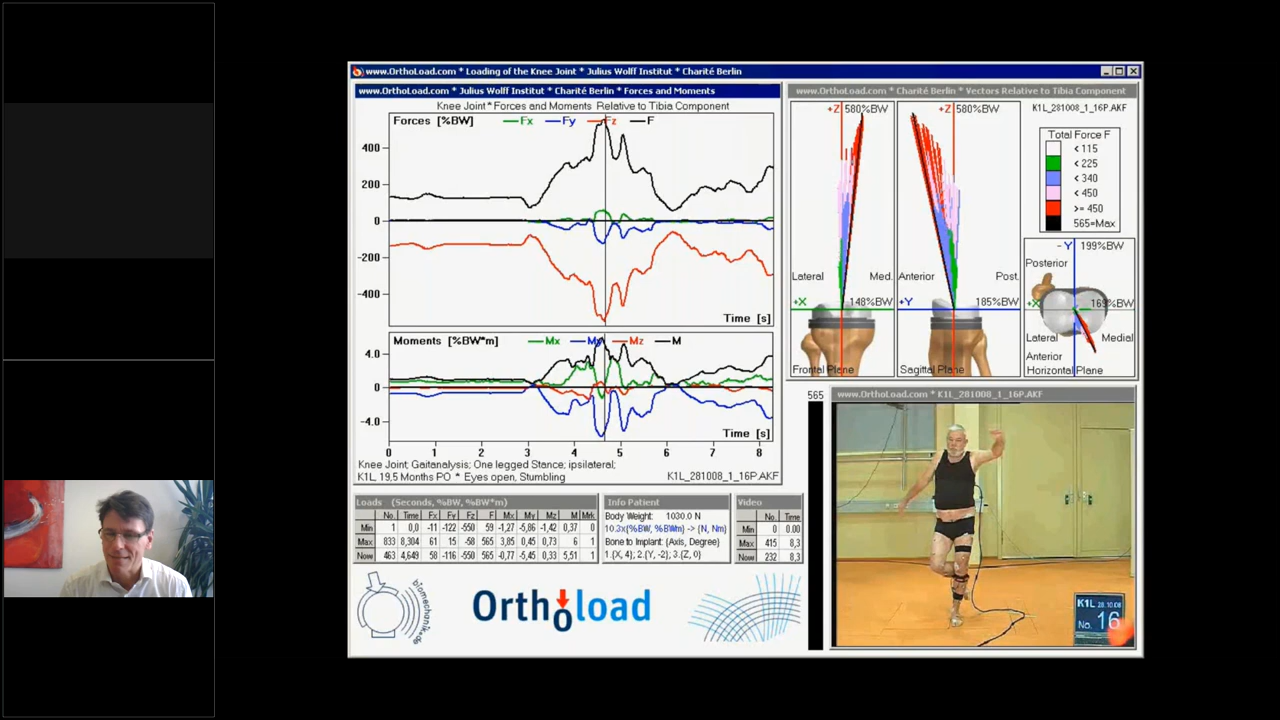 www.OrthoLoad.com * Loading of the Knee Joint * Julius Wolff Institut * Charité Berlin
www.OrthoLoad.com * Julius Wolff Institut * Charité Berlin * Forces and Moments
Knee Joint * Forces and Moments Relative to Tibia Component
Forces [%BW] Fx Fy Fz F
400
200
0
-200
-400
Time [s]
Moments [%BW*m] Mx My Mz M
4.0
0
-4.0
Time [s]
0 1 2 3 4 5 6 7 8
Knee Joint; Gaitanalysis; One legged Stance; ipsilateral;
K1L, 19,5 Months PO * Eyes open, Stumbling K1L_281008_1_16P.AKF
www.OrthoLoad.com * Charité Berlin * Vectors Relative to Tibia Component
+Z 580%BW
Lateral Med.
+X 148%BW
Frontal Plane
+Z 580%BW
Anterior Post.
+Y 185%BW
Sagittal Plane
K1L_281008_1_16P.AKF
Total Force F
< 115
< 225
< 340
< 450
>= 450
565=Max
- Y 199%BW
Posterior
+X 169%BW
Lateral Medial
Anterior
Horizontal Plane
565
www.OrthoLoad.com * K1L_281008_1_16P.AKF
K1L 28.10.08
No. 16
Loads (Seconds, %BW, %BW*m)
No. Time Fx Fy Fz F Mx My Mz M Mrk
Min 1 0,0 -11 -122 -550 59 -1,27 -5,86 -1,42 0,37 0
Max 833 8,304 61 15 -58 565 3,85 0,45 0,73 6 1
Now 463 4,649 58 -116 -550 565 -0,77 -5,45 0,33 5,51 1
Info Patient
Body Weight: 1030,0 N
10.3x(%BW, %BWm) -> (N, Nm)
Bone to Implant: {Axis, Degree}
1.{X, 4} 2.{Y, -2} 3.{Z, 0}
Video
No. Time
Min 0 0.00
Max 415 8,3
Now 232 8,3
biomechanik.de
Orthoload